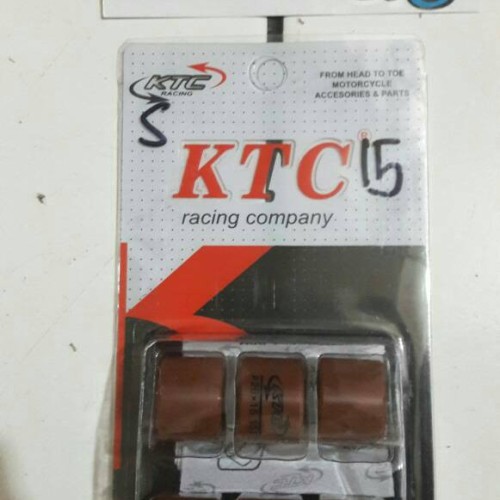 KTC
RACING
FROM HEAD TO TOE
MOTORCYCLE
ACCESORIES & PARTS
S
KTC 15
racing company